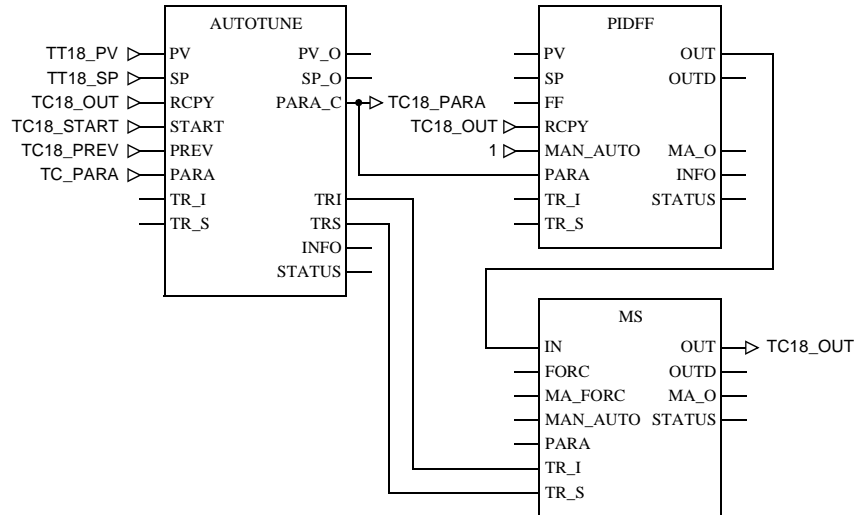 AUTOTUNE
TT18_PV PV PV_O
TT18_SP SP SP_O
TC18_OUT RCPY PARA_C TC18_PARA
TC18_START START
TC18_PREV PREV
TC_PARA PARA
TR_I TRI
TR_S TRS
INFO
STATUS
PIDFF
PV OUT
SP OUTD
FF
TC18_OUT RCPY
1 MAN_AUTO MA_O
PARA INFO
TR_I STATUS
TR_S
MS
IN OUT TC18_OUT
FORC OUTD
MA_FORC MA_O
MAN_AUTO STATUS
PARA
TR_I
TR_S